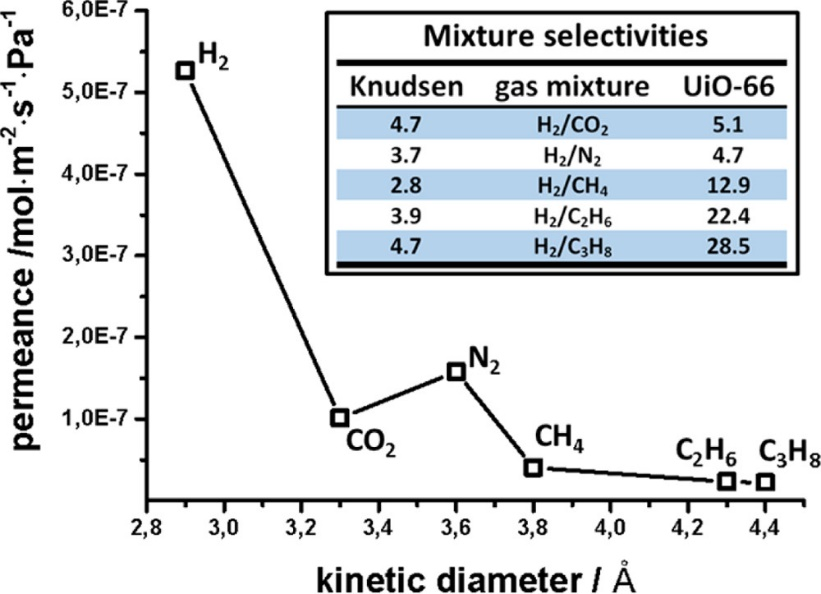 permeance /mol·m⁻²·s⁻¹·Pa⁻¹
6,0E-7
5,0E-7
4,0E-7
3,0E-7
2,0E-7
1,0E-7
H₂
CO₂
N₂
CH₄
C₂H₆
C₃H₈
Mixture selectivities
Knudsen gas mixture UiO-66
4.7 H₂/CO₂ 5.1
3.7 H₂/N₂ 4.7
2.8 H₂/CH₄ 12.9
3.9 H₂/C₂H₆ 22.4
4.7 H₂/C₃H₈ 28.5
2,8 3,0 3,2 3,4 3,6 3,8 4,0 4,2 4,4
kinetic diameter / Å